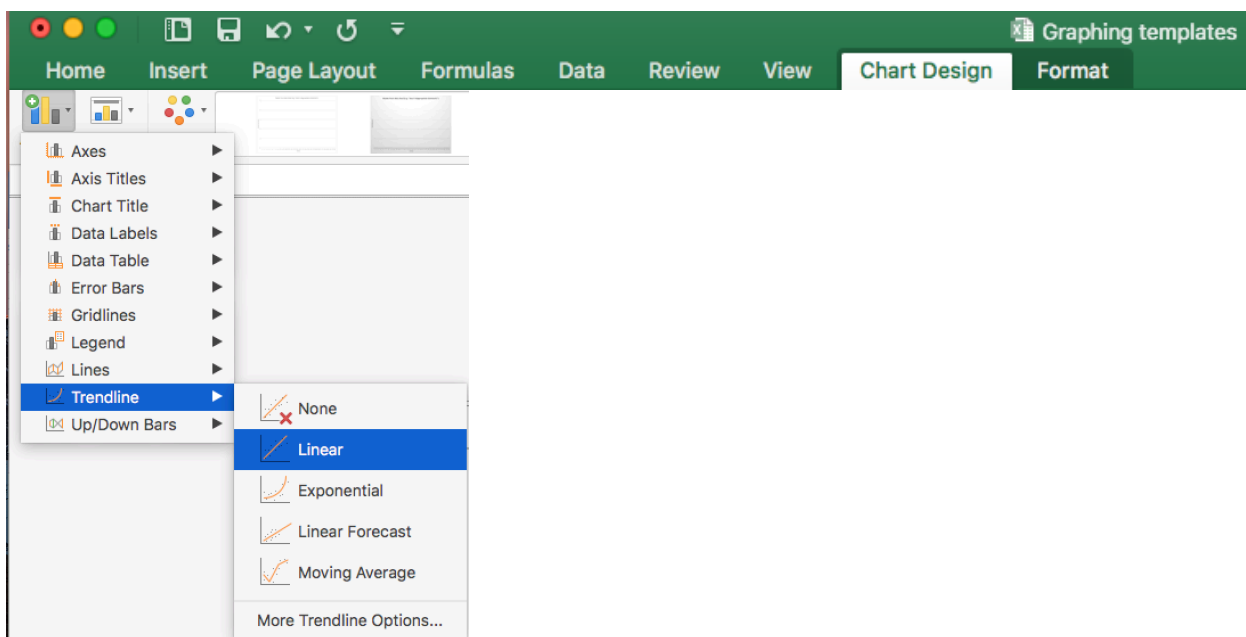 Graphing templates
Home Insert Page Layout Formulas Data Review View Chart Design Format
Axes
Axis Titles
Chart Title
Data Labels
Data Table
Error Bars
Gridlines
Legend
Lines
Trendline
Up/Down Bars
None
Linear
Exponential
Linear Forecast
Moving Average
More Trendline Options...